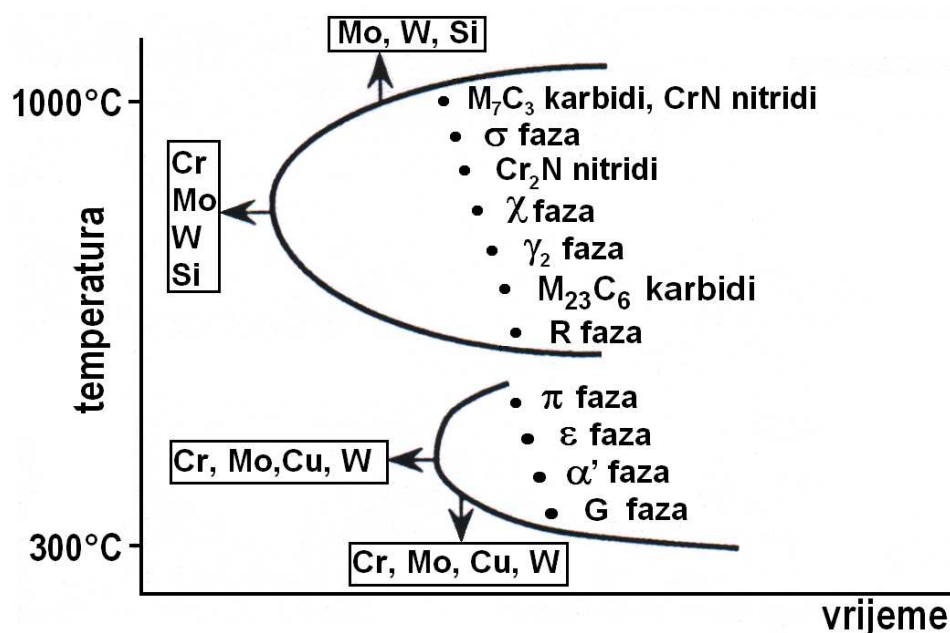 Mo, W, Si
1000°C
M₇C₃ karbidi, CrN nitridi
σ faza
Cr₂N nitridi
χ faza
γ₂ faza
M₂₃C₆ karbidi
R faza
Cr
Mo
W
Si
temperatura
π faza
ε faza
α’ faza
G faza
Cr, Mo,Cu, W
300°C
Cr, Mo, Cu, W
vrijeme